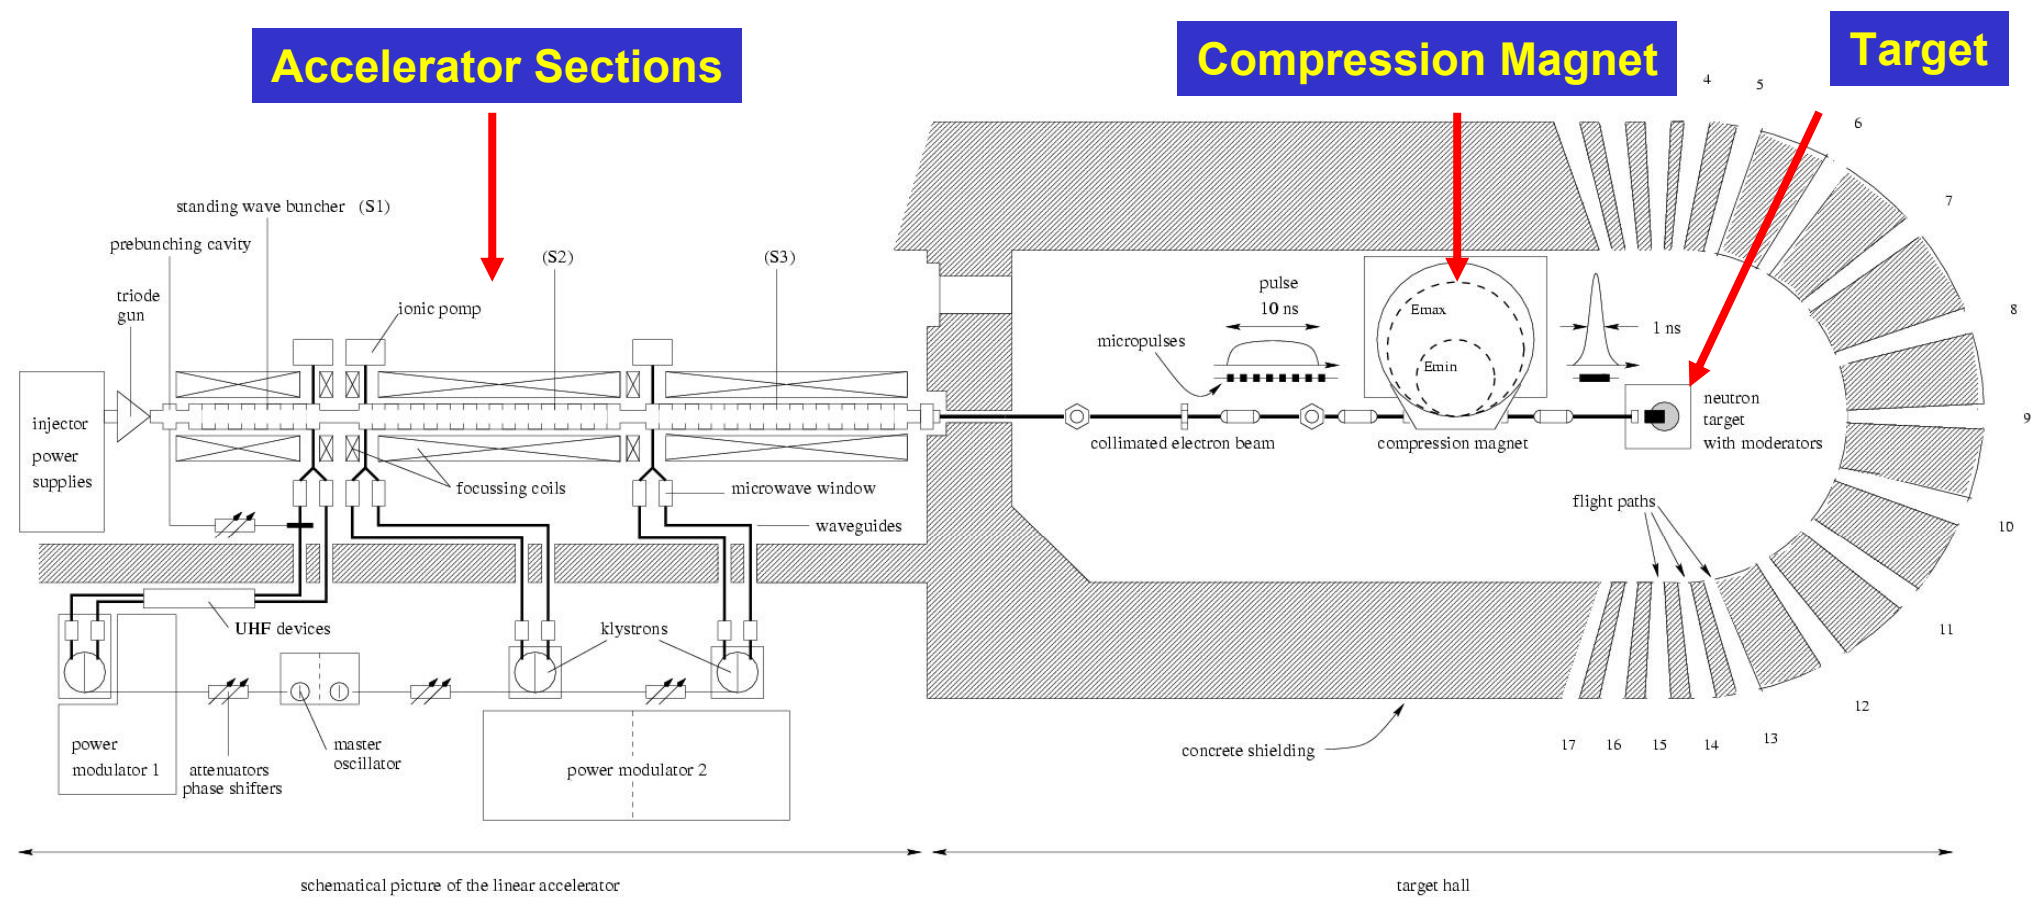 Accelerator Sections
Compression Magnet
Target
4
5
6
7
8
9
10
11
12
13
14
15
16
17
standing wave buncher (S1)
prebunching cavity
(S2)
(S3)
triode
gun
ionic pump
injector
power
supplies
focussing coils
microwave window
waveguides
UHF devices
klystrons
power
modulator 1
attenuators
phase shifters
master
oscillator
power modulator 2
pulse
10 ns
micropulses
Emax
Emin
1 ns
collimated electron beam
compression magnet
neutron
target
with moderators
flight paths
concrete shielding
schematical picture of the linear accelerator
target hall